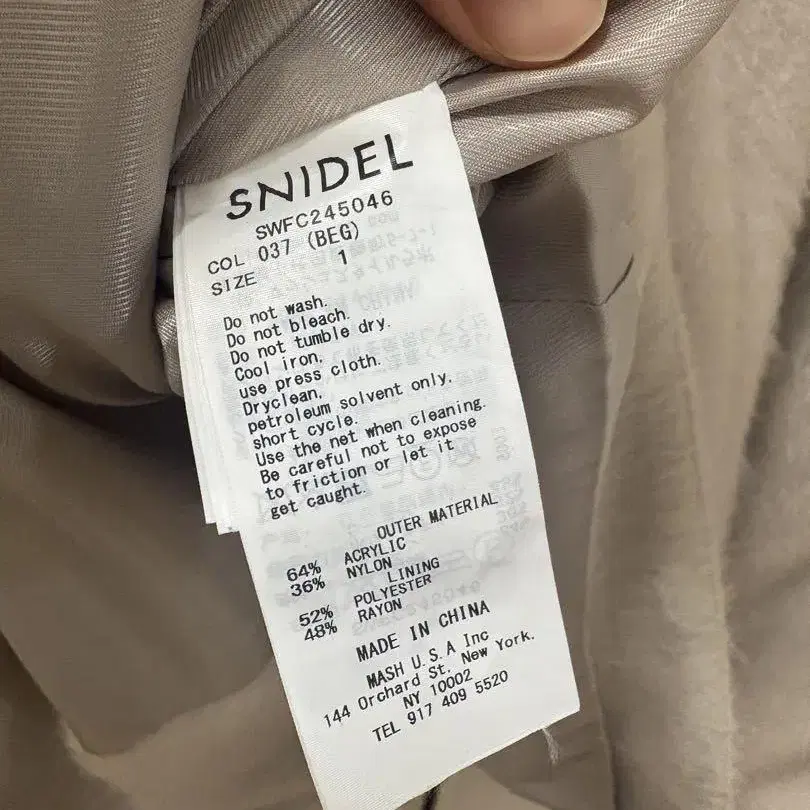 SNIDEL
SWFC245046
COL 037 (BEG)
SIZE 1
Do not wash.
Do not bleach.
Do not tumble dry.
Cool iron,
use press cloth.
Dryclean,
petroleum solvent only.
short cycle.
Use the net when cleaning.
Be careful not to expose
to friction or let it
get caught.
OUTER MATERIAL
64% ACRYLIC
36% NYLON
LINING
52% POLYESTER
48% RAYON
MADE IN CHINA
MASH U.S.A Inc
144 Orchard St. New York.
NY 10002
TEL 917 409 5520